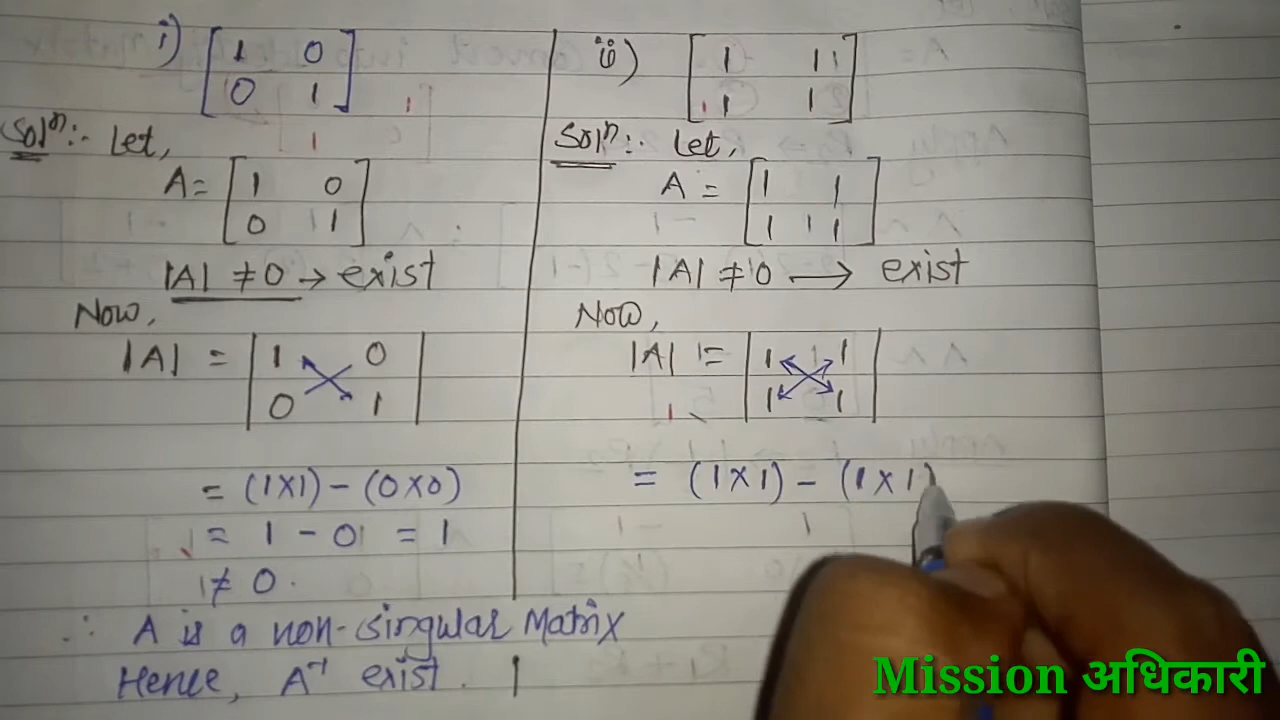 i) [1 0
0 1]
Solⁿ:- Let,
A = [1 0
0 1]
|A| ≠ 0 → exist
Now,
|A| = |1 0
0 1|
= (1×1) - (0×0)
= 1 - 0 = 1
1 ≠ 0.
∴ A is a non-singular Matrix
Hence, A⁻¹ exist.
ii) [1 1
1 1]
Solⁿ:- Let,
A = [1 1
1 1]
|A| ≠ 0 → exist
Now,
|A| = |1 1
1 1|
= (1×1) - (1×1)
Mission अधिकारी